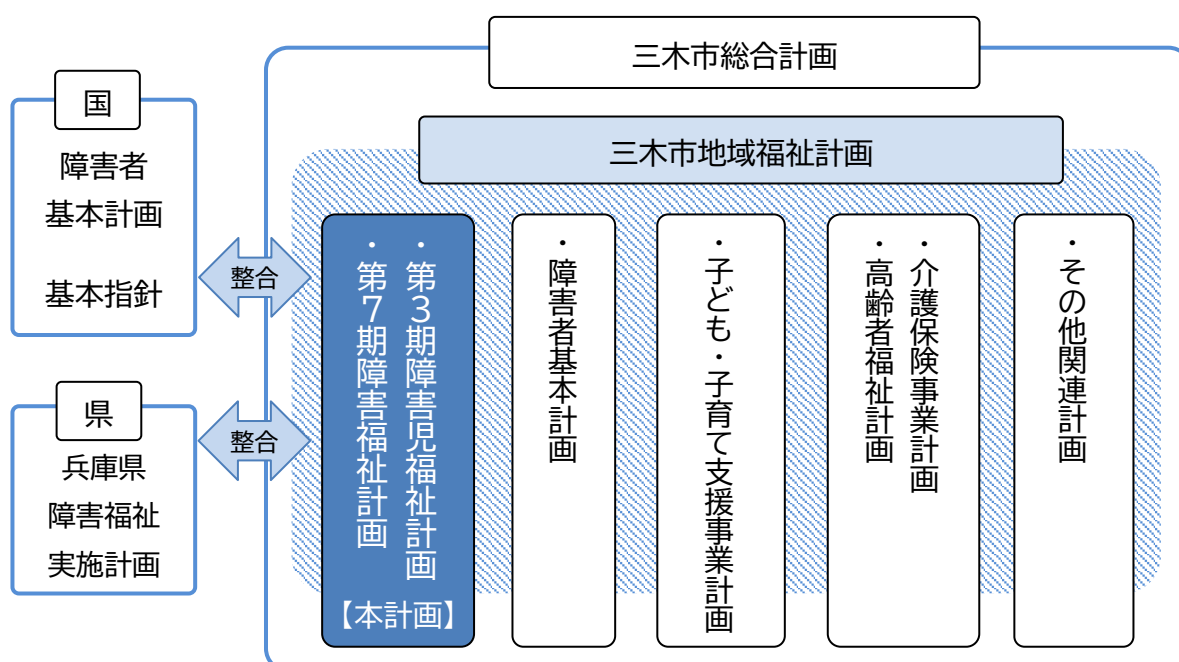 三木市総合計画
三木市地域福祉計画
国
障害者
基本計画
基本指針
整合
県
兵庫県
障害福祉
実施計画
整合
・第３期障害児福祉計画
・第７期障害福祉計画
【本計画】
・障害者基本計画
・子ども・子育て支援事業計画
・介護保険事業計画
・高齢者福祉計画
・その他関連計画